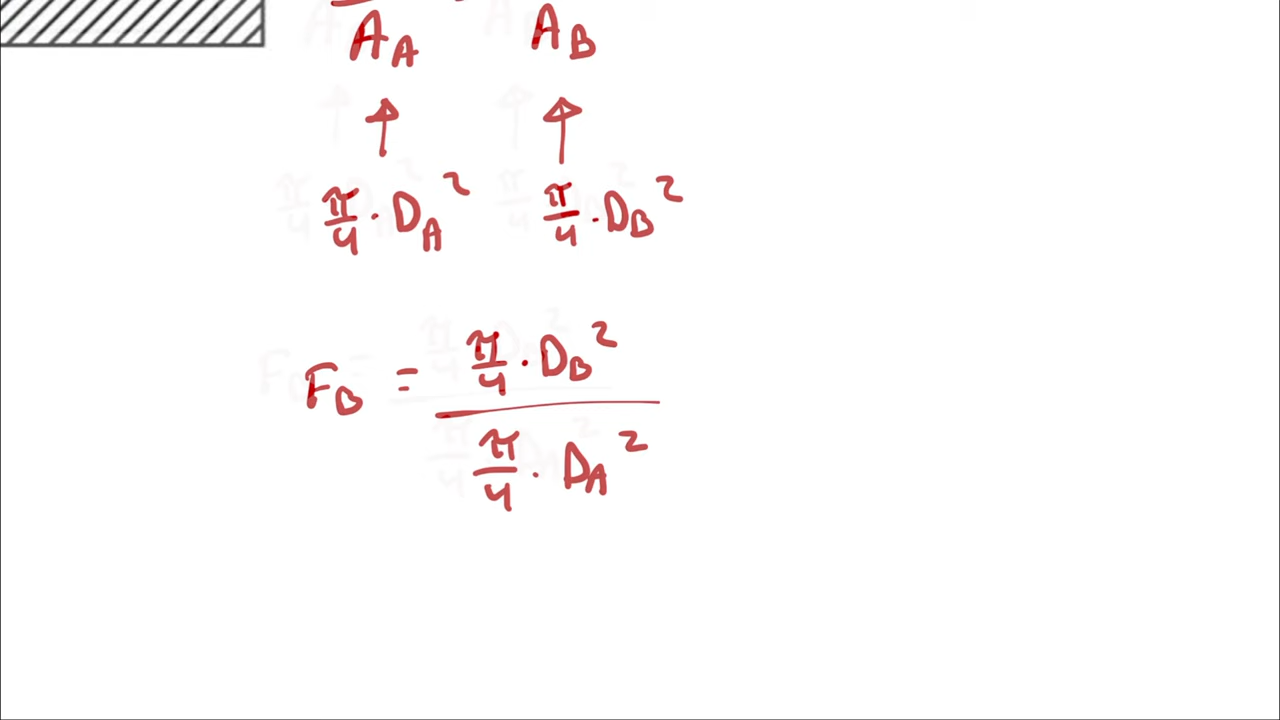 A_A A_B
π/4 · D_A² π/4 · D_B²
F_B = (π/4 · D_B²) / (π/4 · D_A²)